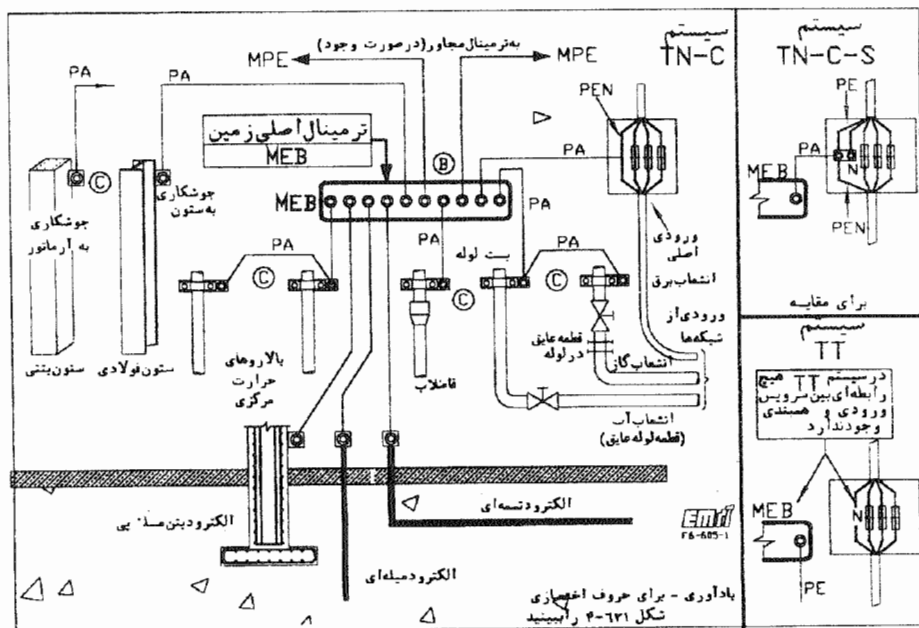 به‌ترمینال‌مجاور(درصورت وجود)
MPE
MPE
سیستم
TN-C
PA
PA
PEN
ترمینال‌اصلی‌زمین
MEB
B
PA
MEB
C
جوشکاری
به آرماتور
جوشکاری
به‌ستون
PA
PA
بست لوله
PA
PA
C
C
C
ورودی
اصلی
انشعاب‌برق
ورودی‌از
شبکه‌ها
ستون‌بتنی
ستون‌فولادی
بالاروهای
حرارت
مرکزی
فاضلاب
قطعه‌عایق
درلوله
انشعاب‌گاز
انشعاب‌آب
(قطعه‌لوله‌عایق)
الکترودبتن‌مسلح پی
الکترودتسمه‌ای
الکترودمیله‌ای
یادآوری - برای حروف اختصاری
شکل ۶۳۱-۴ راببینید
سیستم
TN-C-S
PE
PA
MEB
N
PEN
برای مقایسه
سیستم
TT
درسیستم TT هیچ
رابطه‌ای‌بین‌سرویس
ورودی و همبندی
وجودندارد
MEB
N
PE